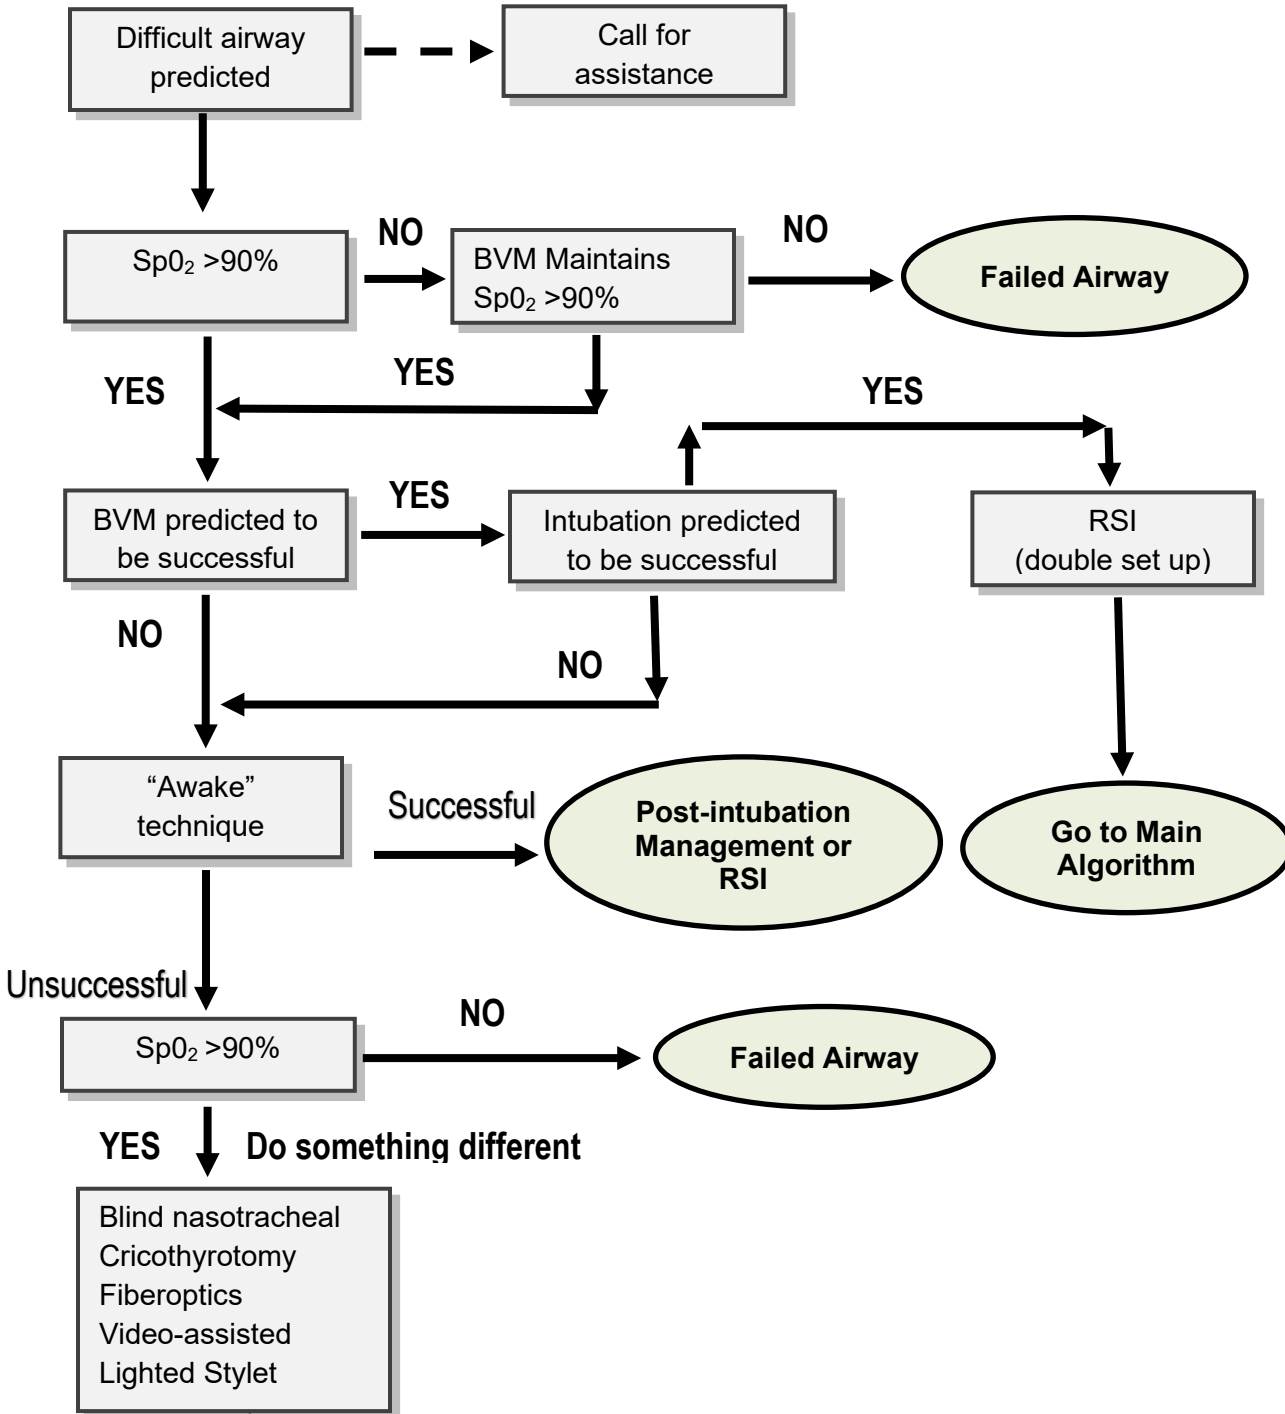 Difficult airway
predicted
Call for
assistance
Sp0₂ >90%
NO
BVM Maintains
Sp0₂ >90%
NO
Failed Airway
YES
YES
YES
BVM predicted to
be successful
YES
Intubation predicted
to be successful
RSI
(double set up)
NO
NO
“Awake”
technique
Successful
Post-intubation
Management or
RSI
Go to Main
Algorithm
Unsuccessful
Sp0₂ >90%
NO
Failed Airway
YES
Do something different
Blind nasotracheal
Cricothyrotomy
Fiberoptics
Video-assisted
Lighted Stylet